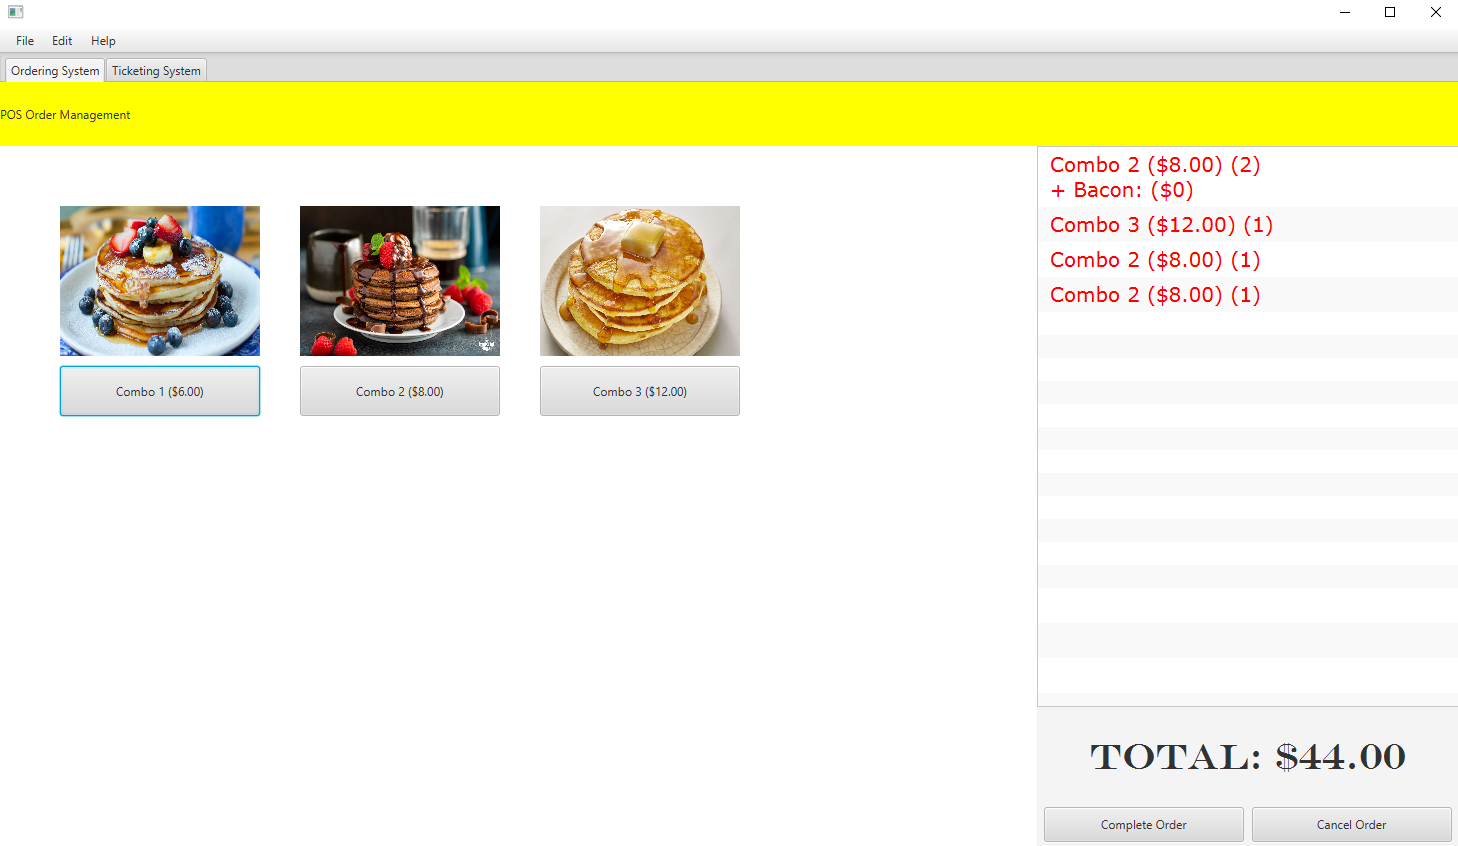 File Edit Help
Ordering System Ticketing System
POS Order Management
Combo 1 ($6.00)
Combo 2 ($8.00)
Combo 3 ($12.00)
Combo 2 ($8.00) (2)
+ Bacon: ($0)
Combo 3 ($12.00) (1)
Combo 2 ($8.00) (1)
Combo 2 ($8.00) (1)
TOTAL: $44.00
Complete Order Cancel Order